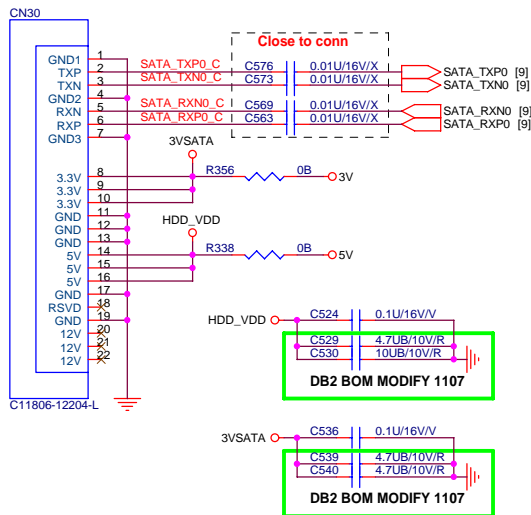 CN30
Close to conn
GND1 1
TXP 2 SATA_TXP0_C C576 0.01U/16V/X SATA_TXP0 [9]
TXN 3 SATA_TXN0_C C573 0.01U/16V/X SATA_TXN0 [9]
GND2 4
RXN 5 SATA_RXN0_C C569 0.01U/16V/X SATA_RXN0 [9]
RXP 6 SATA_RXP0_C C563 0.01U/16V/X SATA_RXP0 [9]
GND3 7
3VSATA
3.3V 8 R356 0B 3V
3.3V 9
3.3V 10
GND 11
HDD_VDD
GND 12
GND 13
5V 14 R338 0B 5V
5V 15
5V 16
GND 17
RSVD 18
GND 19
12V 20
12V 21
12V 22
C11806-12204-L
HDD_VDD C524 0.1U/16V/V
C529 4.7UB/10V/R
C530 10UB/10V/R
DB2 BOM MODIFY 1107
3VSATA C536 0.1U/16V/V
C539 4.7UB/10V/R
C540 4.7UB/10V/R
DB2 BOM MODIFY 1107